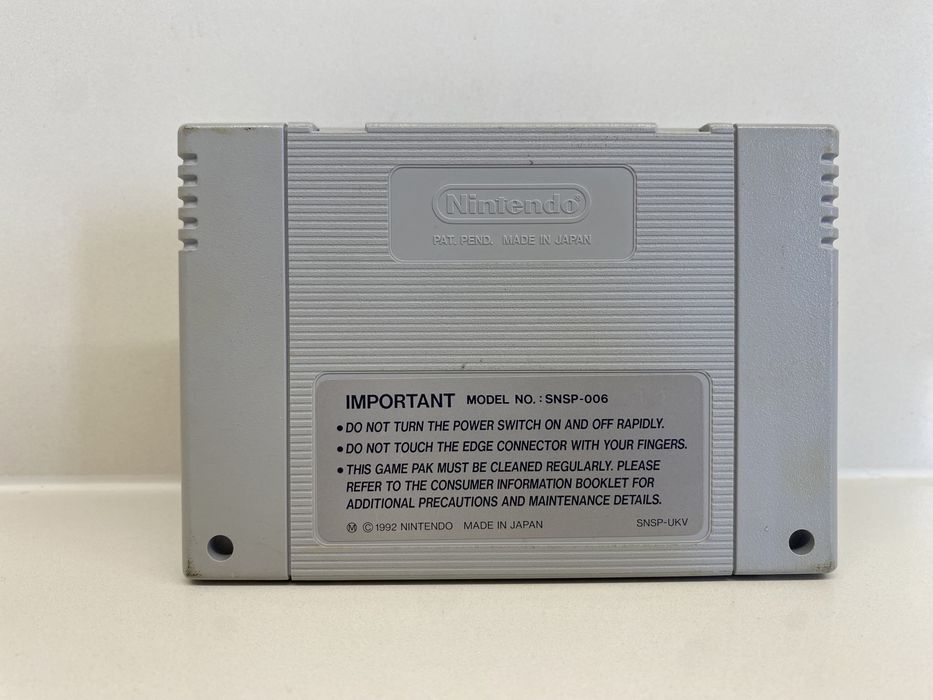 Nintendo®
PAT. PEND. MADE IN JAPAN
IMPORTANT MODEL NO. : SNSP-006
• DO NOT TURN THE POWER SWITCH ON AND OFF RAPIDLY.
• DO NOT TOUCH THE EDGE CONNECTOR WITH YOUR FINGERS.
• THIS GAME PAK MUST BE CLEANED REGULARLY. PLEASE
REFER TO THE CONSUMER INFORMATION BOOKLET FOR
ADDITIONAL PRECAUTIONS AND MAINTENANCE DETAILS.
Ⓜ © 1992 NINTENDO MADE IN JAPAN SNSP-UKV